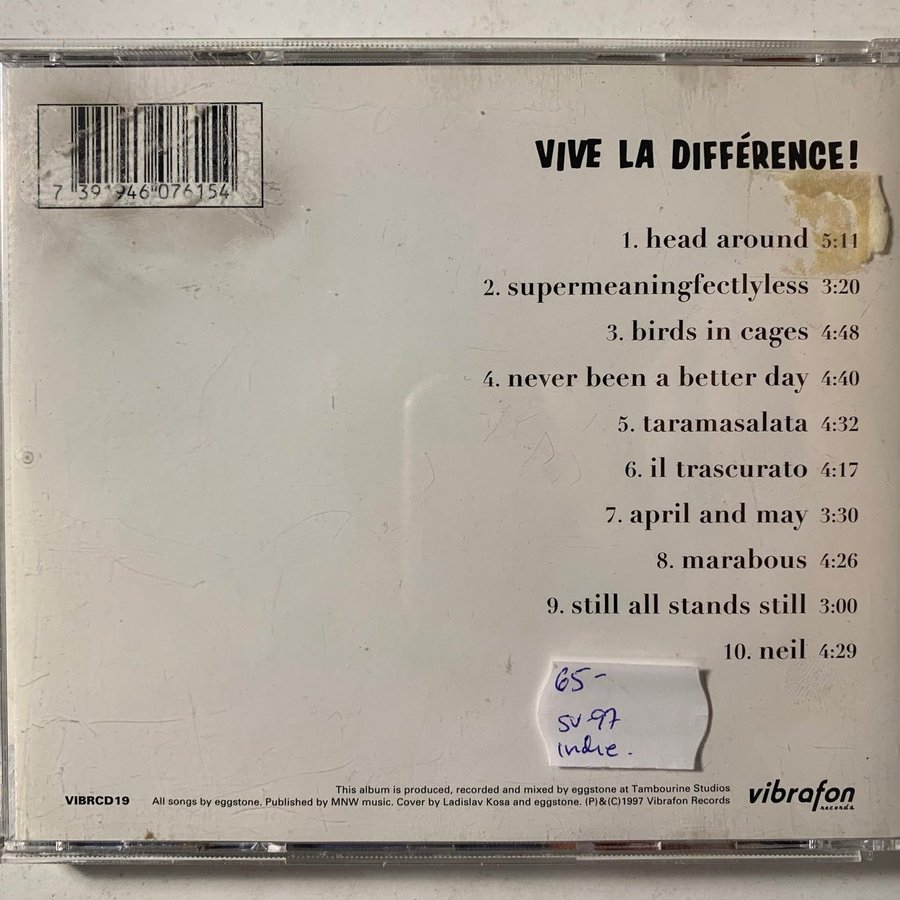 7 391946 076154
VIVE LA DIFFÉRENCE!
1. head around 5:11
2. supermeaningfectlyless 3:20
3. birds in cages 4:48
4. never been a better day 4:40
5. taramasalata 4:32
6. il trascurato 4:17
7. april and may 3:30
8. marabous 4:26
9. still all stands still 3:00
10. neil 4:29
65-
SV-97
indie.
This album is produced, recorded and mixed by eggstone at Tambourine Studios
VIBRCD19 All songs by eggstone. Published by MNW music. Cover by Ladislav Kosa and eggstone. (P)&(C)1997 Vibrafon Records
vibrafon
records